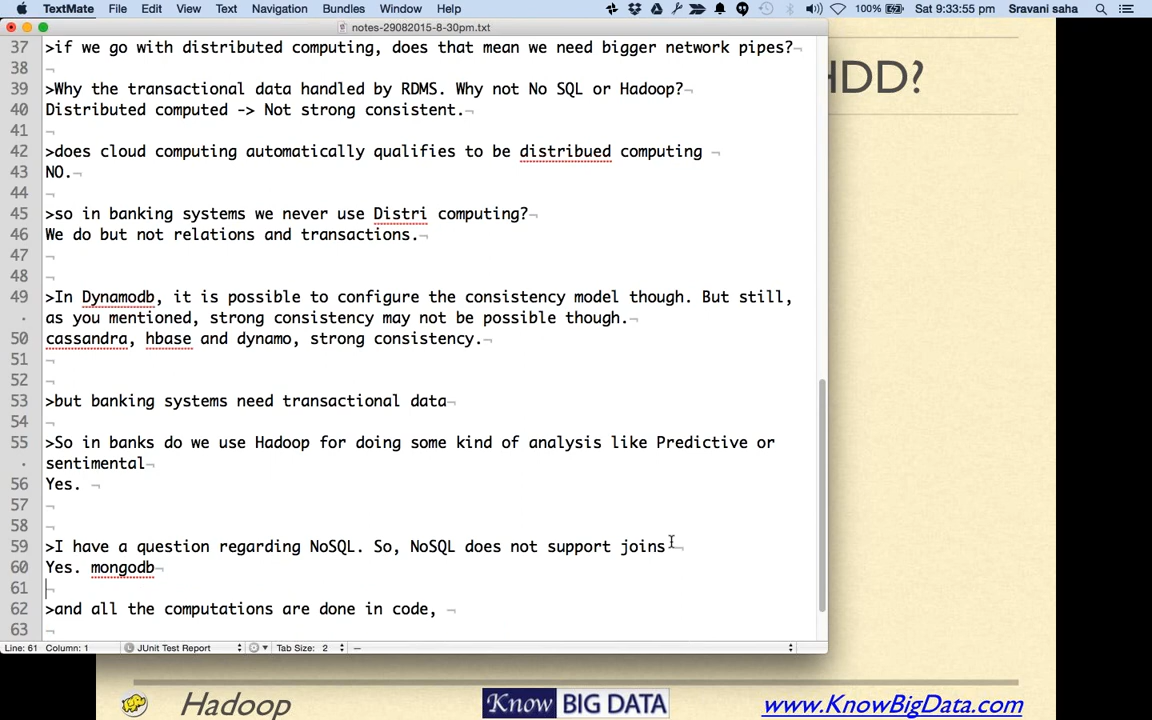 TextMate File Edit View Text Navigation Bundles Window Help 100% Sat 9:33:55 pm Sravani saha
notes-29082015-8-30pm.txt
HDD?
37 >if we go with distributed computing, does that mean we need bigger network pipes?¬
38 ¬
39 >Why the transactional data handled by RDMS. Why not No SQL or Hadoop?¬
40 Distributed computed -> Not strong consistent.¬
41 ¬
42 >does cloud computing automatically qualifies to be distribued computing ¬
43 NO.¬
44 ¬
45 >so in banking systems we never use Distri computing?¬
46 We do but not relations and transactions.¬
47 ¬
48 ¬
49 >In Dynamodb, it is possible to configure the consistency model though. But still,
· as you mentioned, strong consistency may not be possible though.¬
50 cassandra, hbase and dynamo, strong consistency.¬
51 ¬
52 ¬
53 >but banking systems need transactional data¬
54 ¬
55 >So in banks do we use Hadoop for doing some kind of analysis like Predictive or
· sentimental¬
56 Yes. ¬
57 ¬
58 ¬
59 >I have a question regarding NoSQL. So, NoSQL does not support joins¬
60 Yes. mongodb¬
61 ¬
62 >and all the computations are done in code, ¬
63 ¬
Line: 61 Column: 1 JUnit Test Report Tab Size: 2 —
Hadoop Know BIG DATA www.KnowBigData.com